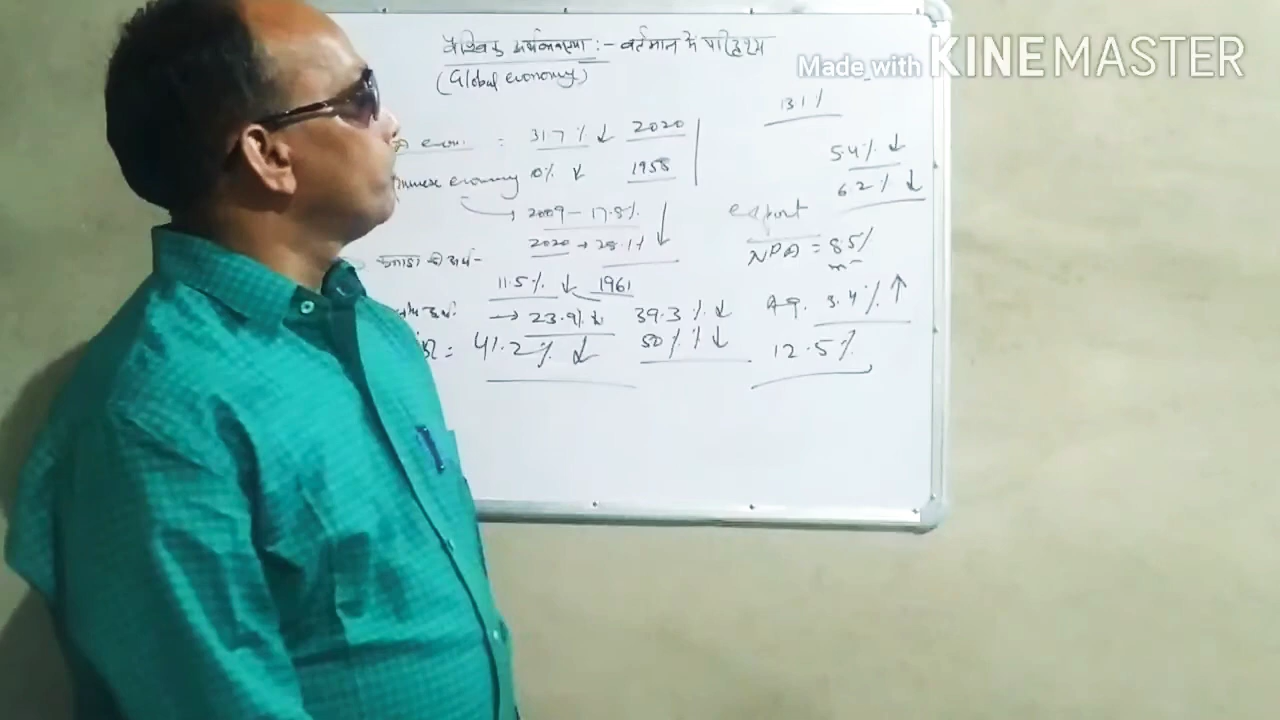 वैश्विक अर्थव्यवस्था :- वर्तमान के परिदृश्य
(Global economy)
Made with KINEMASTER
131%
= 31.7% ↓ 2020
economy 10% ↓ 1958
→ 2009 - 17.8%
2020 → 28.1% ↓
11.5% ↓ 1961
→ 23.9% ↓ 39.3% ↓
= 41.2% ↓ 50% ↓
5.4% ↓
6.2% ↓
export
NPA = 8.5%
3.4% ↑
12.5%